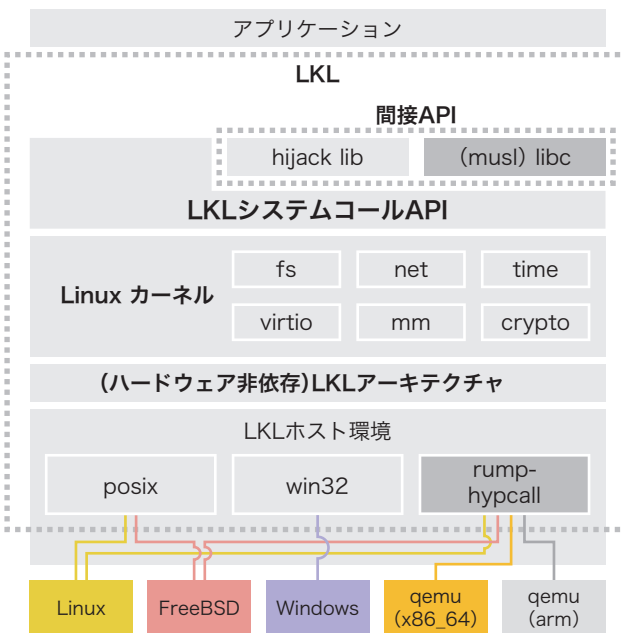 アプリケーション
LKL
間接API
hijack lib
(musl) libc
LKLシステムコールAPI
Linux カーネル
fs
net
time
virtio
mm
crypto
(ハードウェア非依存)LKLアーキテクチャ
LKLホスト環境
posix
win32
rump-
hypcall
Linux
FreeBSD
Windows
qemu
(x86_64)
qemu
(arm)